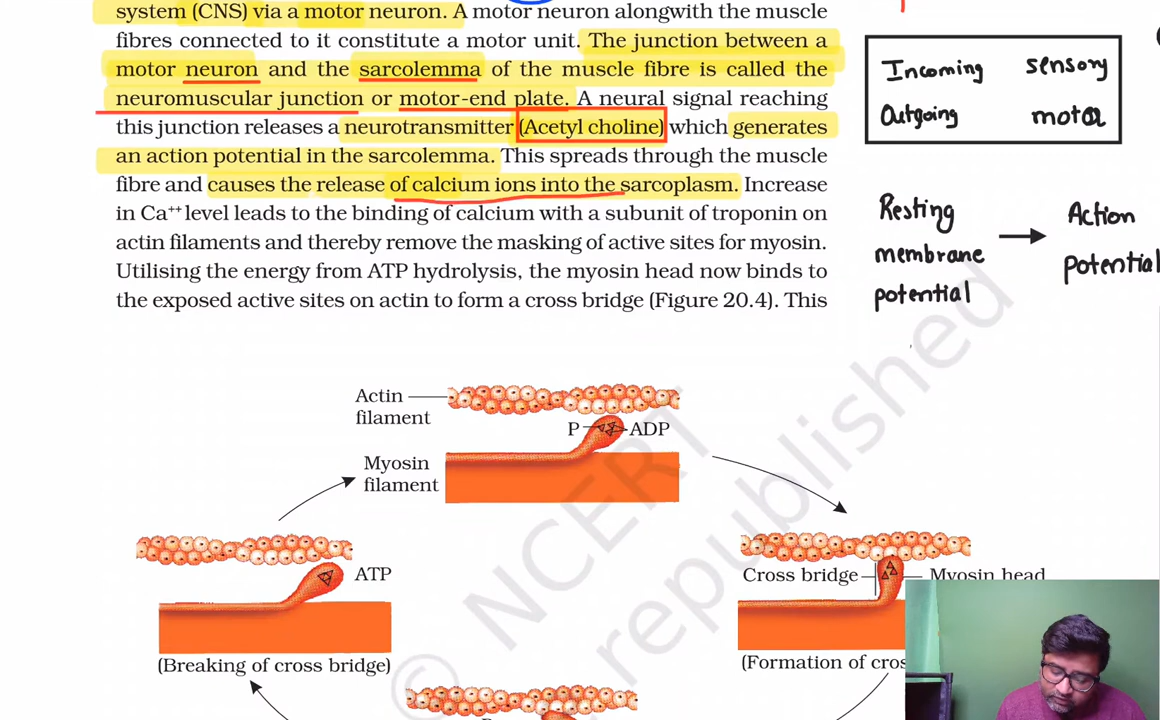 system (CNS) via a motor neuron. A motor neuron alongwith the muscle
fibres connected to it constitute a motor unit. The junction between a
motor neuron and the sarcolemma of the muscle fibre is called the
neuromuscular junction or motor-end plate. A neural signal reaching
this junction releases a neurotransmitter (Acetyl choline) which generates
an action potential in the sarcolemma. This spreads through the muscle
fibre and causes the release of calcium ions into the sarcoplasm. Increase
in Ca++ level leads to the binding of calcium with a subunit of troponin on
actin filaments and thereby remove the masking of active sites for myosin.
Utilising the energy from ATP hydrolysis, the myosin head now binds to
the exposed active sites on actin to form a cross bridge (Figure 20.4). This
Incoming sensory
Outgoing motor
Resting
membrane
potential
Action
potential
Actin
filament
P ADP
Myosin
filament
ATP
(Breaking of cross bridge)
Cross bridge Myosin head
(Formation of cros
© NCERT
republished